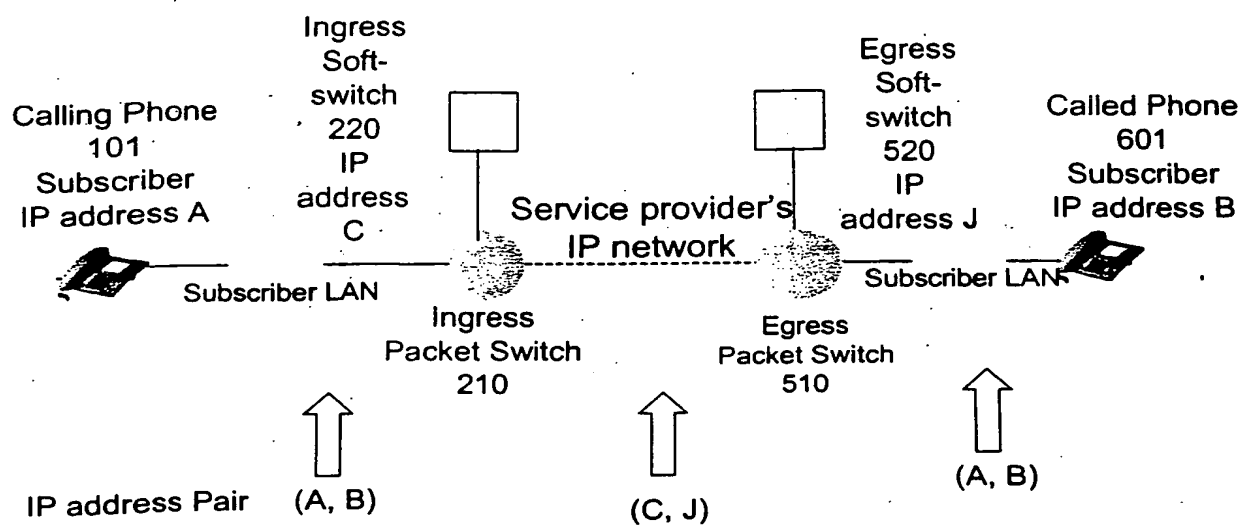 Calling Phone
101
Subscriber
IP address A
Ingress
Soft-
switch
220
IP
address
C
Service provider's
IP network
Egress
Soft-
switch
520
IP
address J
Called Phone
601
Subscriber
IP address B
Subscriber LAN
Ingress
Packet Switch
210
Egress
Packet Switch
510
Subscriber LAN
IP address Pair
(A, B)
(C, J)
(A, B)